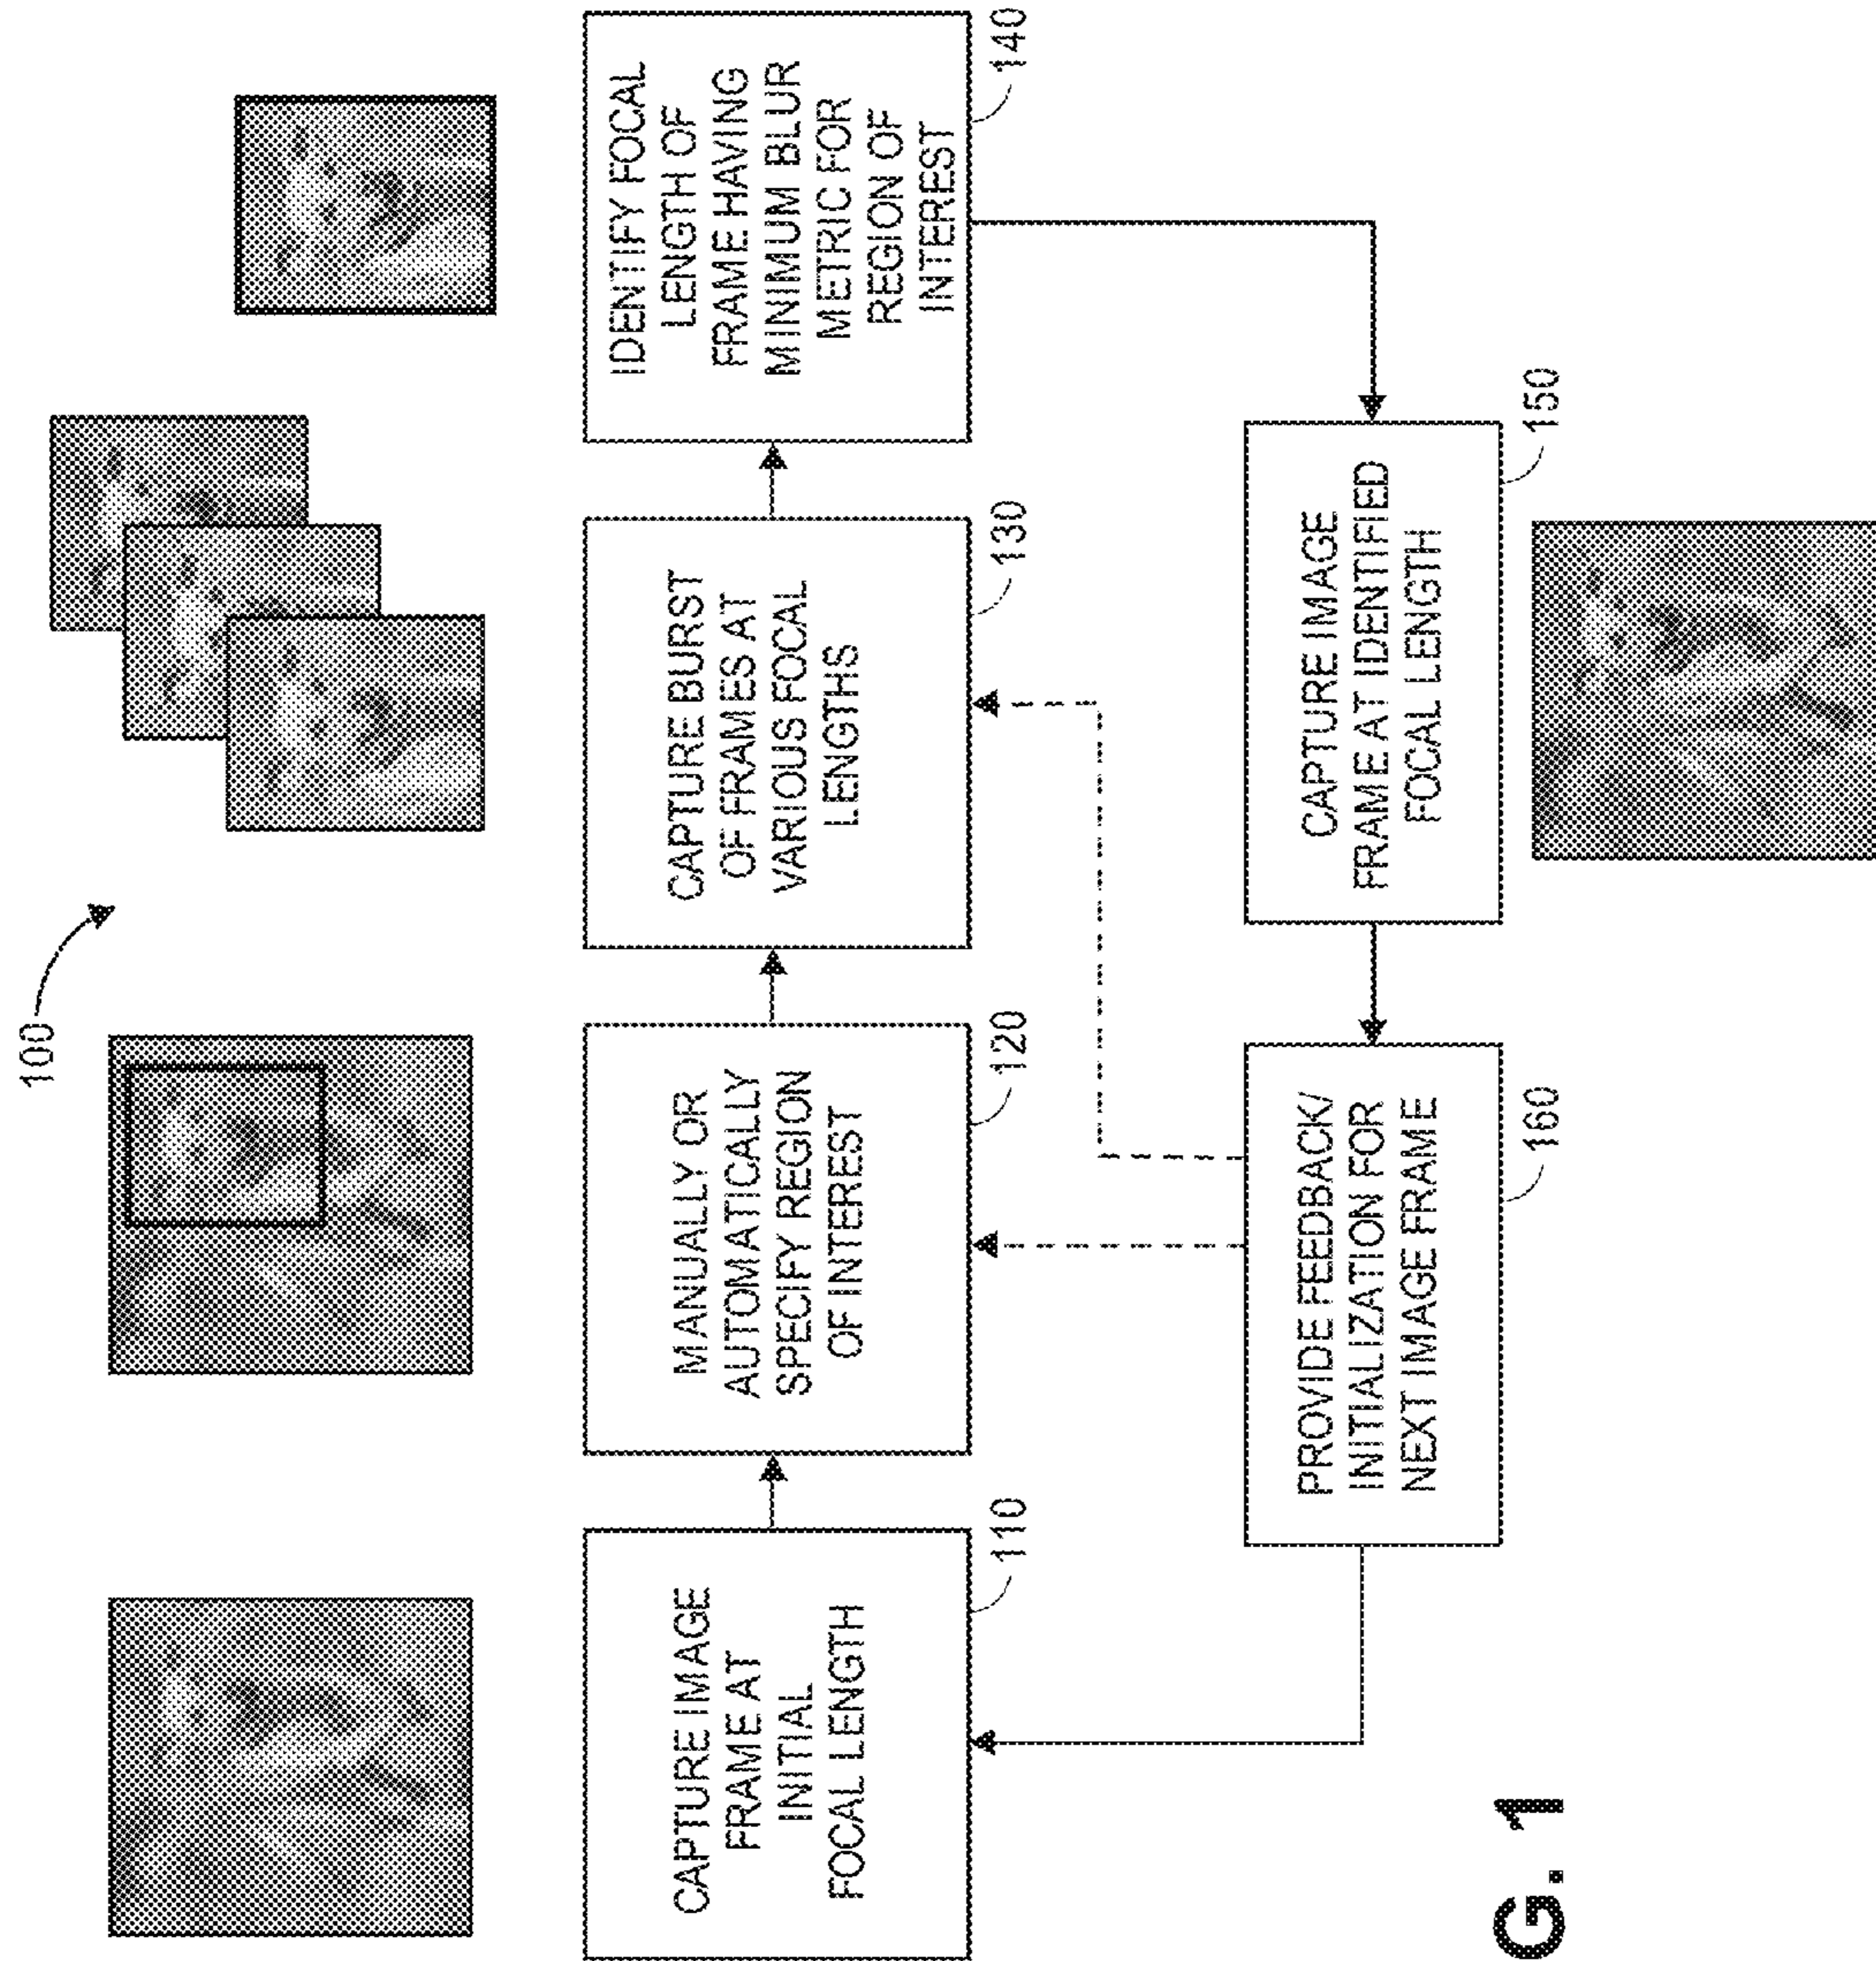 100
CAPTURE IMAGE
FRAME AT
INITIAL
FOCAL LENGTH
110
MANUALLY OR
AUTOMATICALLY
SPECIFY REGION
OF INTEREST
120
CAPTURE BURST
OF FRAMES AT
VARIOUS FOCAL
LENGTHS
130
IDENTIFY FOCAL
LENGTH OF
FRAME HAVING
MINIMUM BLUR
METRIC FOR
REGION OF
INTEREST
140
PROVIDE FEEDBACK/
INITIALIZATION FOR
NEXT IMAGE FRAME
160
CAPTURE IMAGE
FRAME AT IDENTIFIED
FOCAL LENGTH
150
G. 1